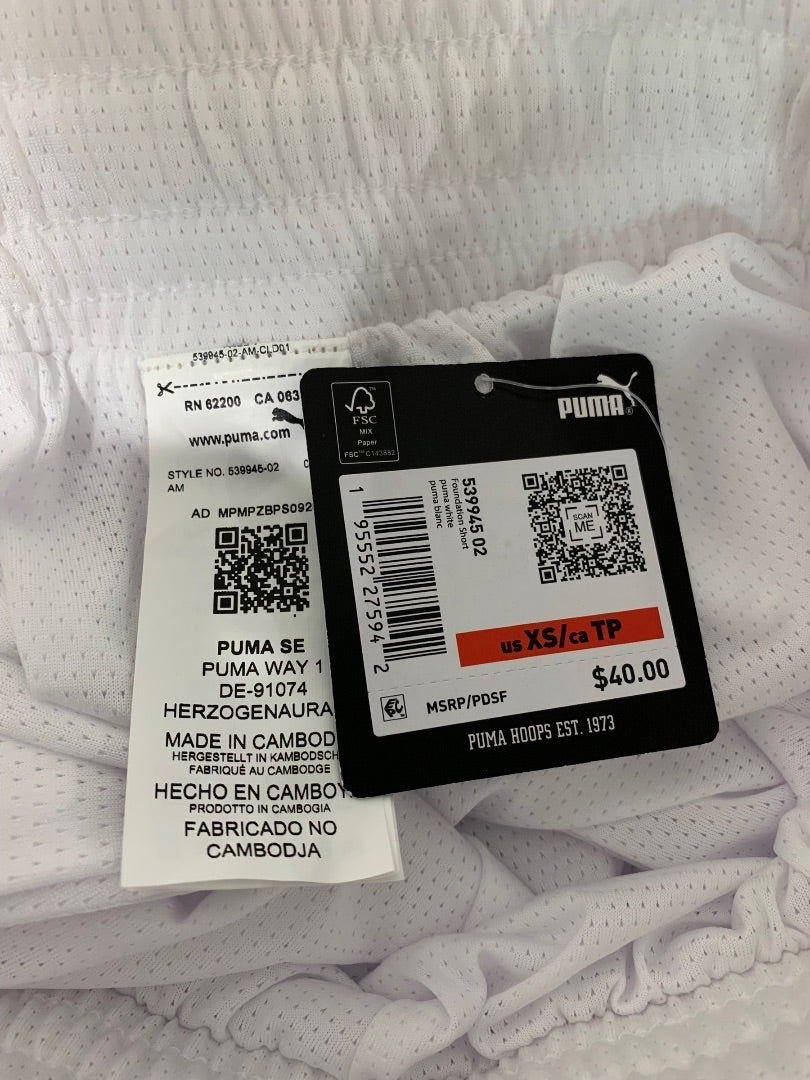 539945-02-AM-CLD01
RN 62200 CA 063
www.puma.com
STYLE NO. 539945-02
AM
AD MPMPZBPS092
PUMA SE
PUMA WAY 1
DE-91074
HERZOGENAURA
MADE IN CAMBOD
HERGESTELLT IN KAMBODSCH
FABRIQUÉ AU CAMBODGE
HECHO EN CAMBOY
PRODOTTO IN CAMBOGIA
FABRICADO NO
CAMBODJA
FSC
MIX
Paper
FSC™ C143882
PUMA®
539945 02
Foundation Short
puma white
puma blanc
1 95552 27594 2
SCAN
ME
us XS/ca TP
$40.00
MSRP/PDSF
PUMA HOOPS EST. 1973